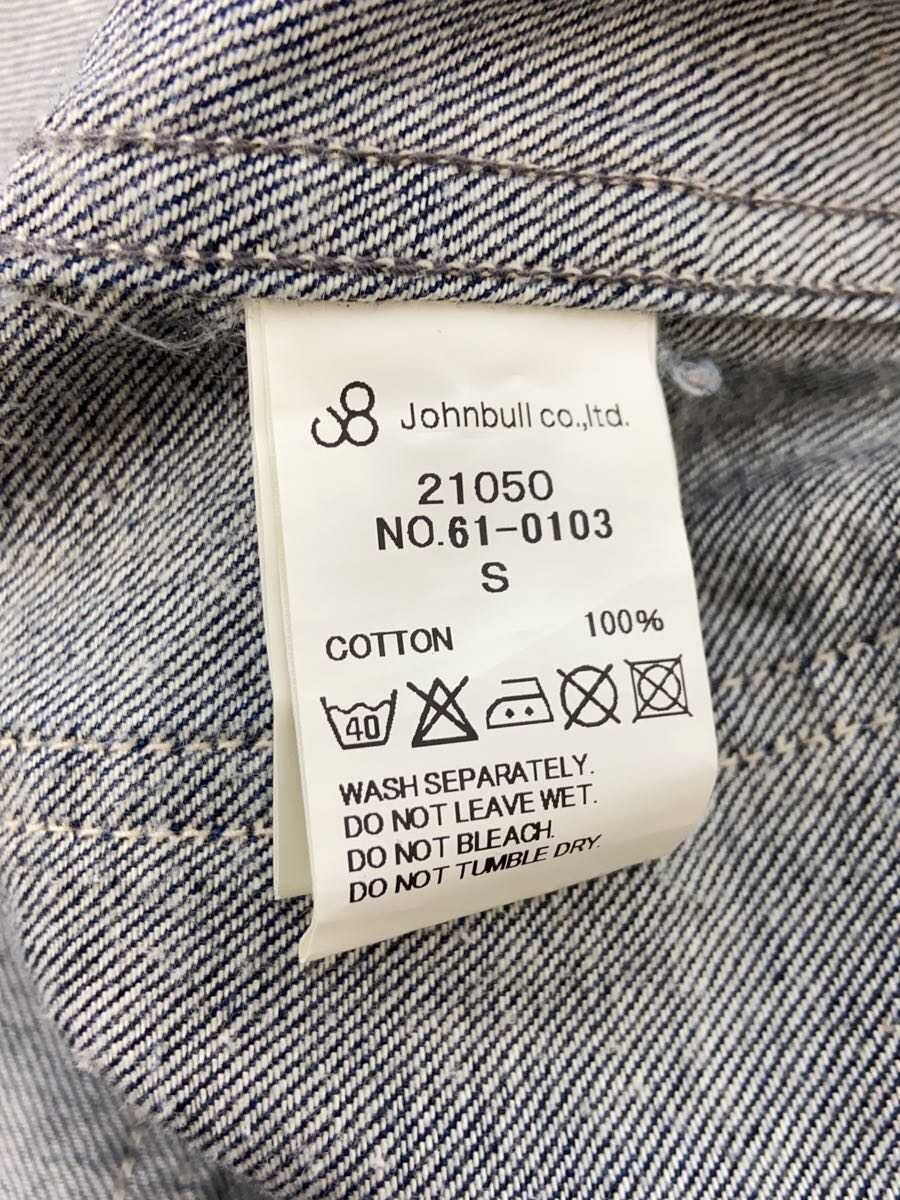 Johnbull co.,ltd.
21050
NO.61-0103
S
COTTON 100%
40
WASH SEPARATELY.
DO NOT LEAVE WET.
DO NOT BLEACH.
DO NOT TUMBLE DRY.